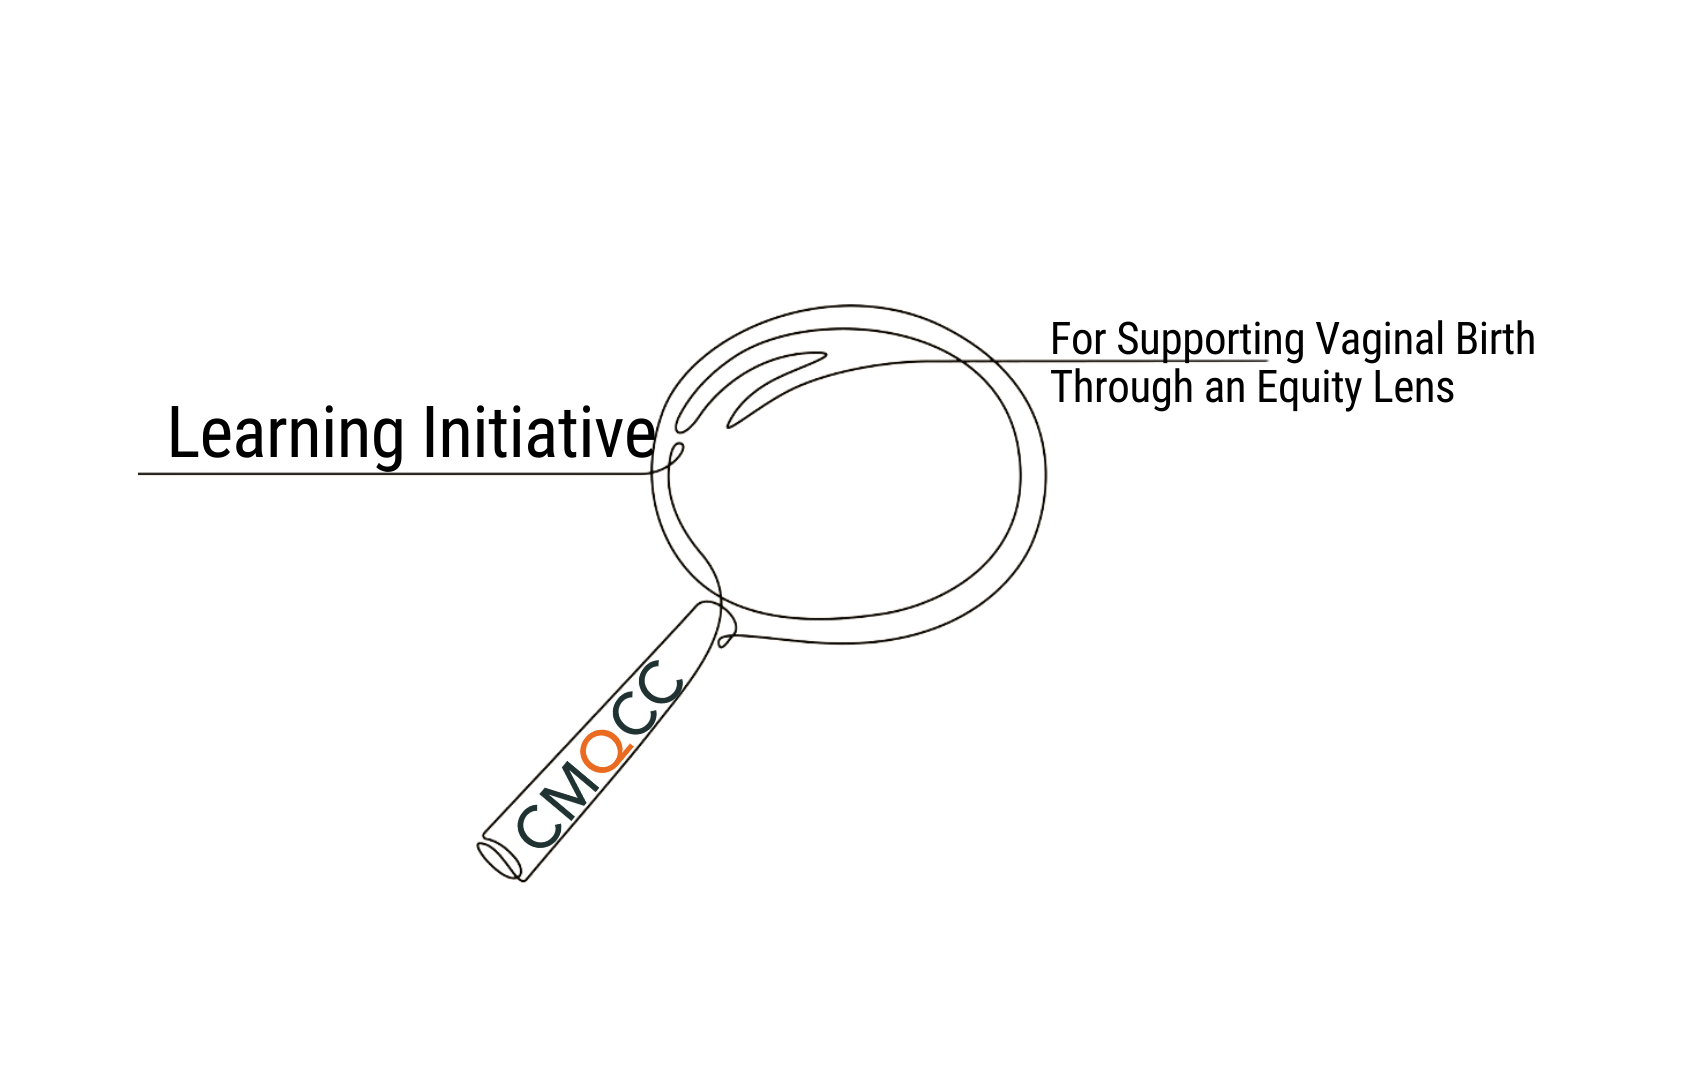 Learning Initiative
For Supporting Vaginal Birth
Through an Equity Lens
CMQCC